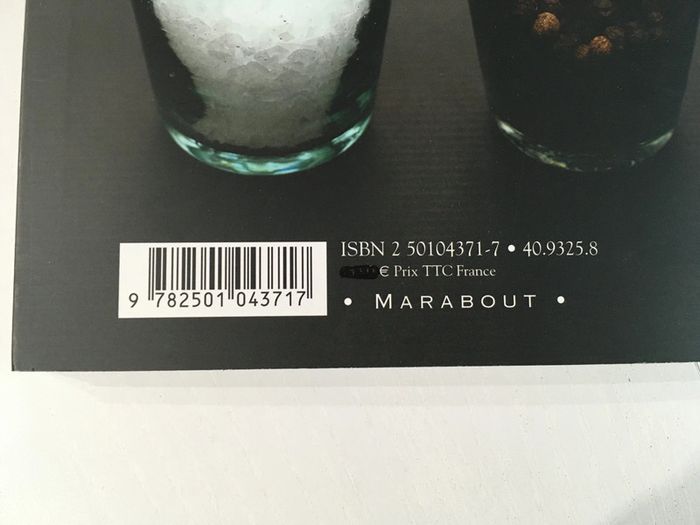 ISBN 2 50104371-7 • 40.9325.8
€ Prix TTC France
• MARABOUT •
9 782501 043717